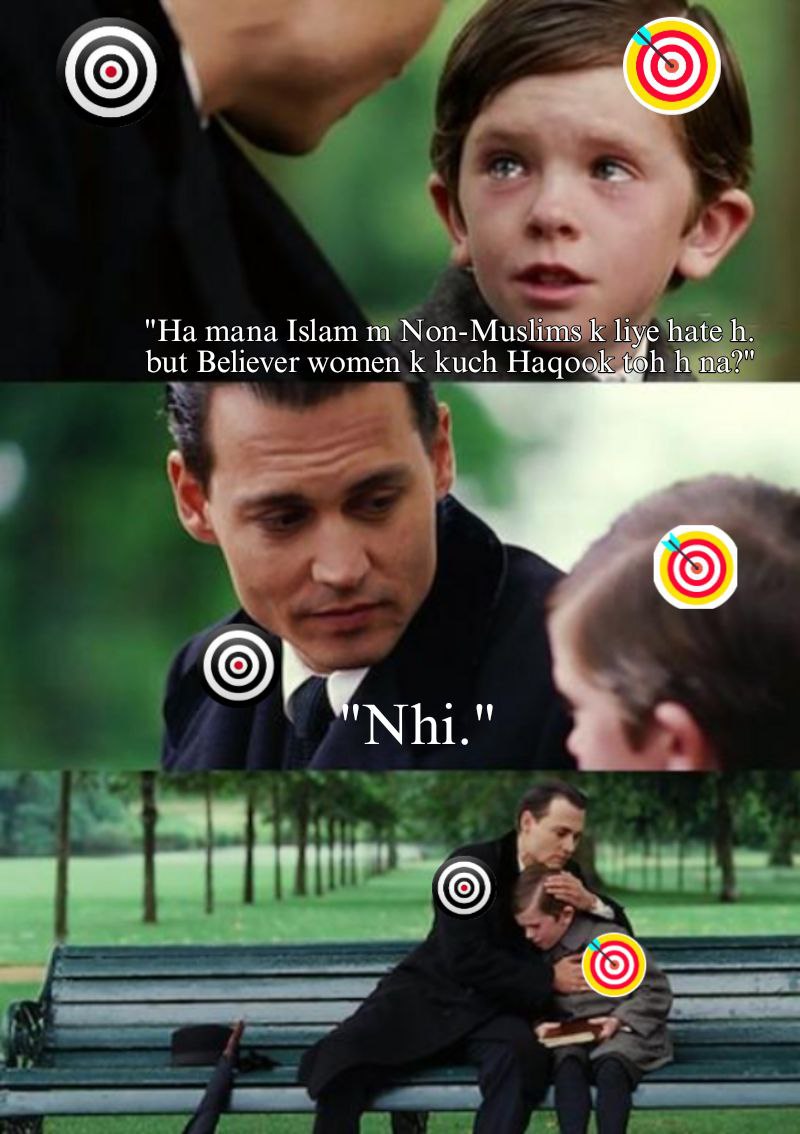 "Ha mana Islam m Non-Muslims k liye hate h.
but Believer women k kuch Haqook toh h na?"
"Nhi."